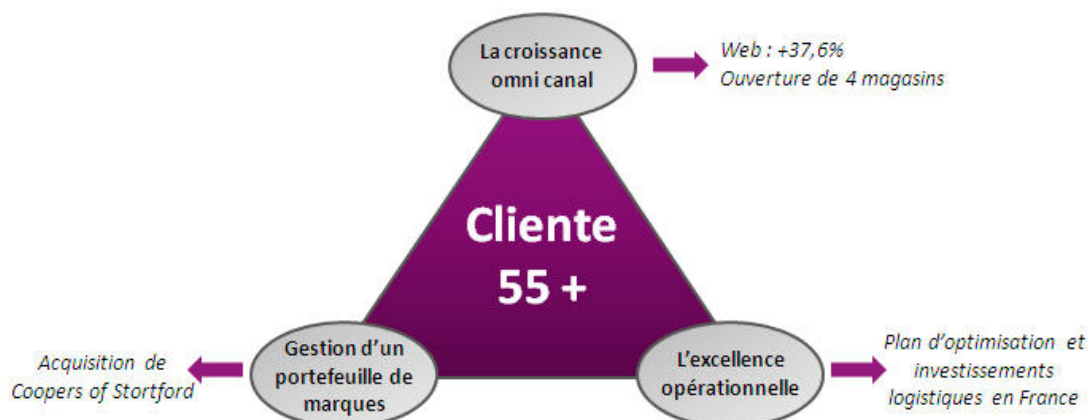 La croissance
omni canal
Web : +37,6%
Ouverture de 4 magasins
Cliente
55 +
Acquisition de
Coopers of Stortford
Gestion d’un
portefeuille de
marques
L’excellence
opérationnelle
Plan d’optimisation et
investissements
logistiques en France